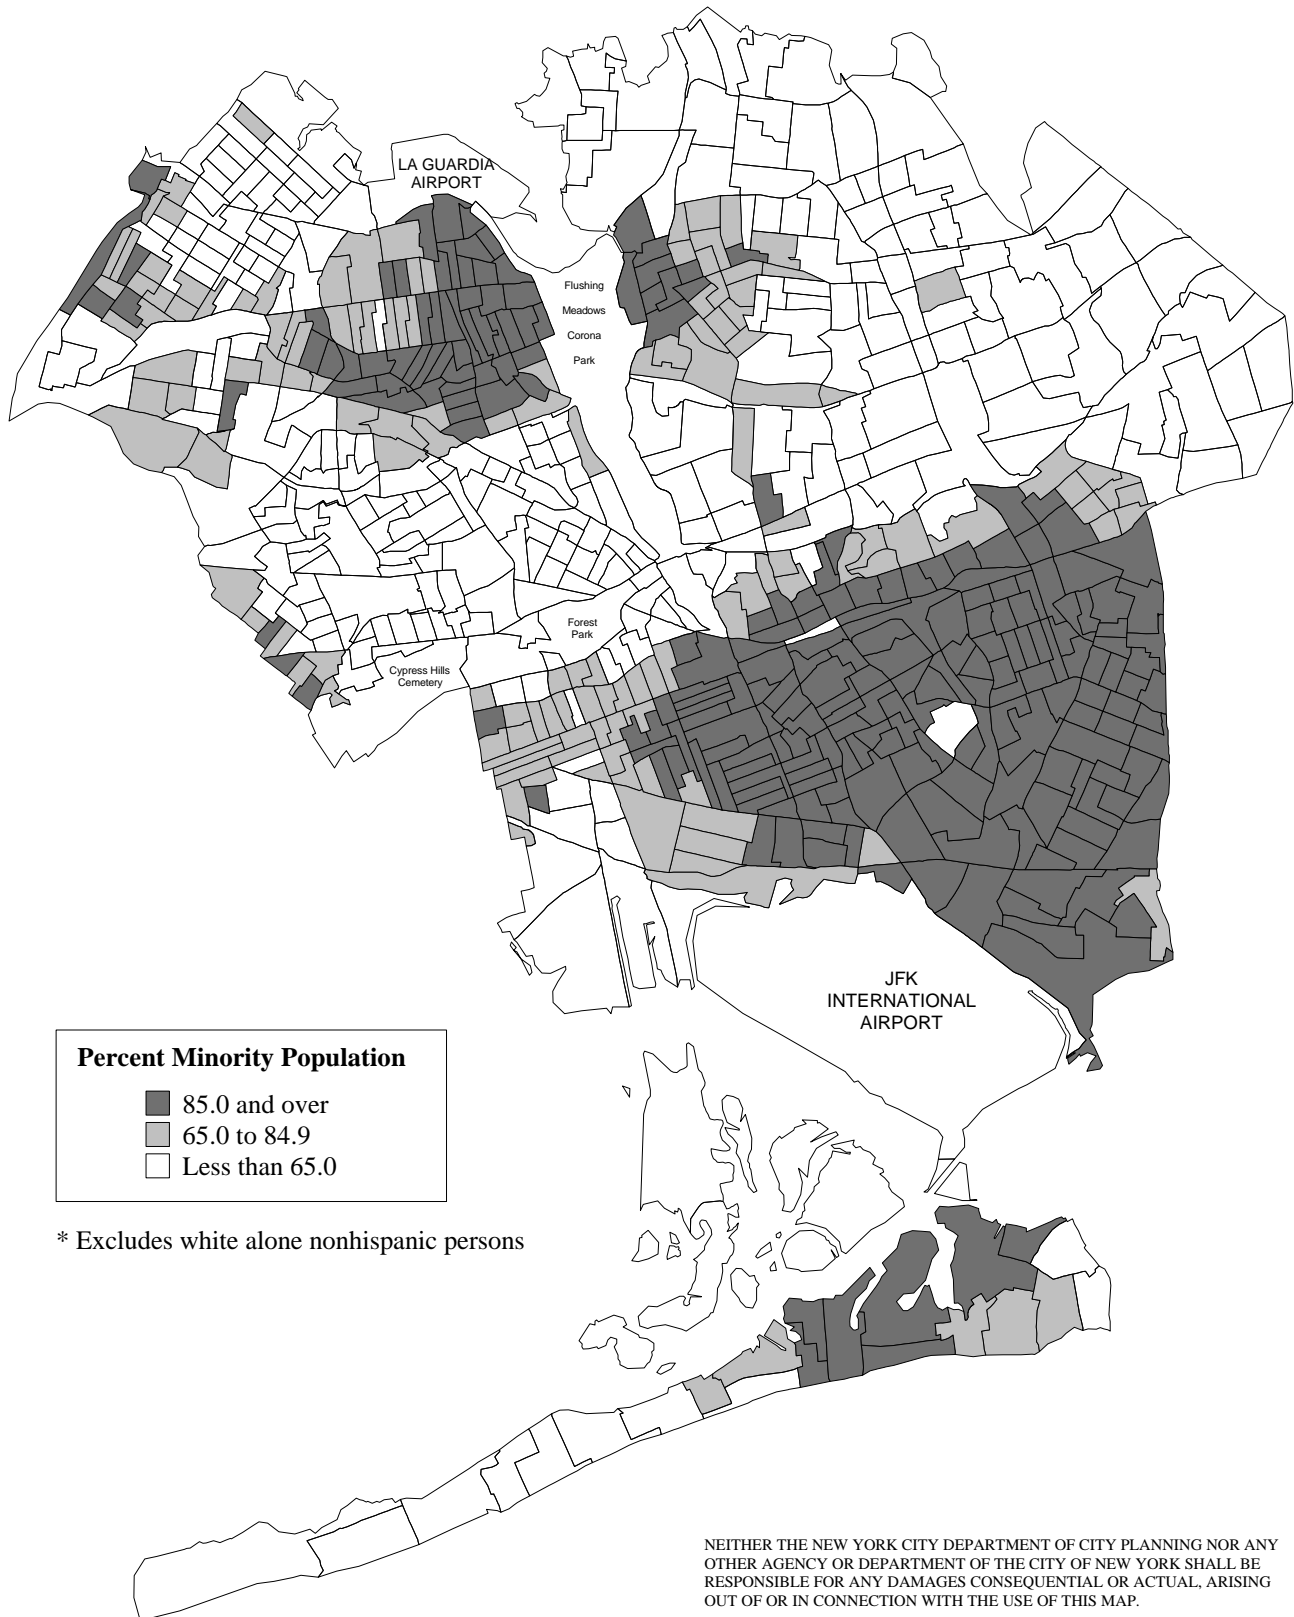 LA GUARDIA
AIRPORT
Flushing
Meadows
Corona
Park
Forest
Park
Cypress Hills
Cemetery
JFK
INTERNATIONAL
AIRPORT
Percent Minority Population
85.0 and over
65.0 to 84.9
Less than 65.0
* Excludes white alone nonhispanic persons
NEITHER THE NEW YORK CITY DEPARTMENT OF CITY PLANNING NOR ANY
OTHER AGENCY OR DEPARTMENT OF THE CITY OF NEW YORK SHALL BE
RESPONSIBLE FOR ANY DAMAGES CONSEQUENTIAL OR ACTUAL, ARISING
OUT OF OR IN CONNECTION WITH THE USE OF THIS MAP.